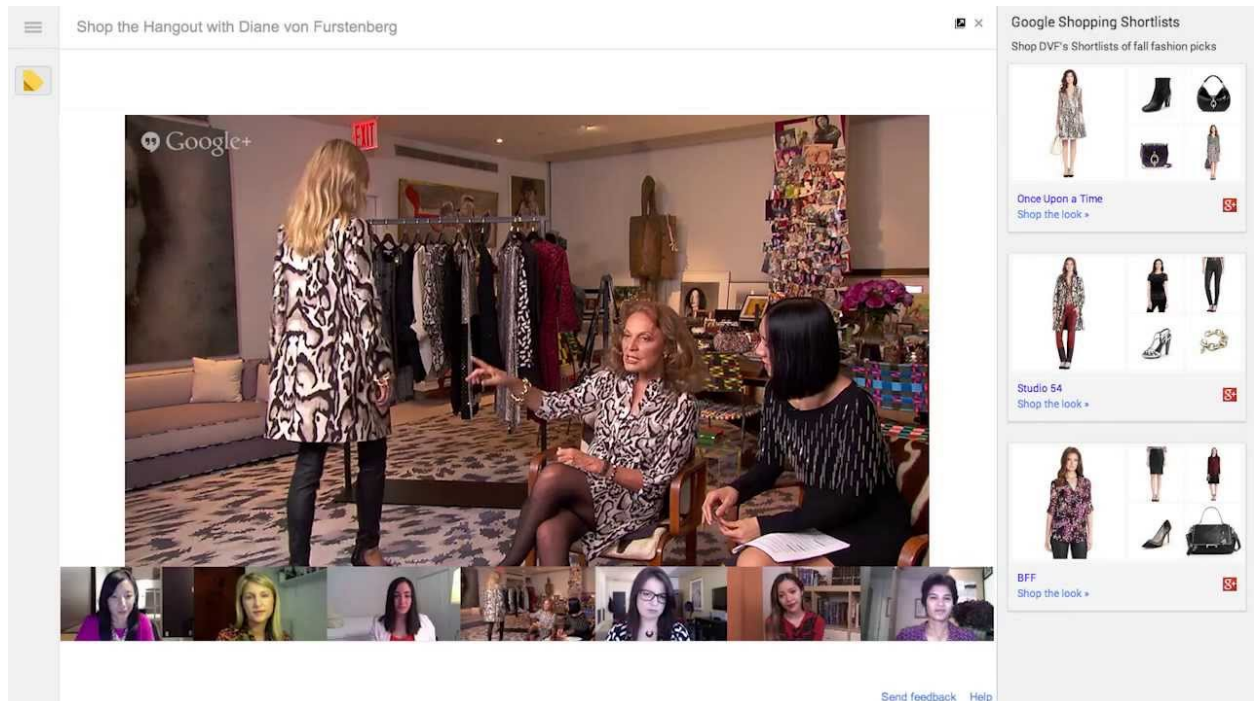 Shop the Hangout with Diane von Furstenberg
Google+
EXIT
Send feedback Help
Google Shopping Shortlists
Shop DVF's Shortlists of fall fashion picks
Once Upon a Time
Shop the look »
g+
Studio 54
Shop the look »
g+
BFF
Shop the look »
g+